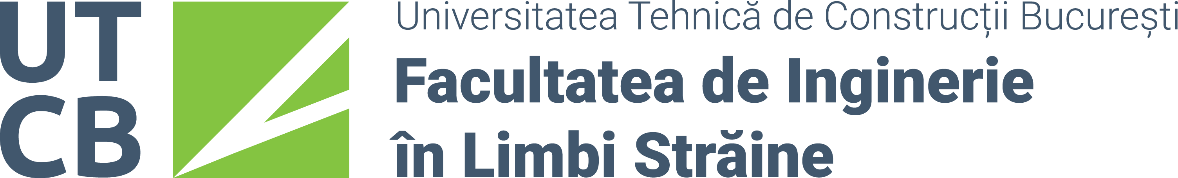 UT
CB
Universitatea Tehnică de Construcții București
Facultatea de Inginerie
în Limbi Străine